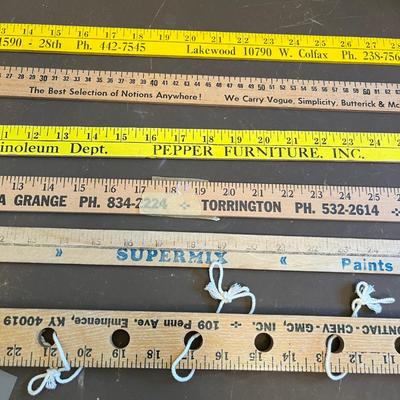 1590 - 28th Ph. 442-7545 Lakewood 10790 W. Colfax Ph. 238-756
The Best Selection of Notions Anywhere! We Carry Vogue, Simplicity, Butterick & Mc
inoleum Dept. PEPPER FURNITURE, INC.
A GRANGE PH. 834-2224 ÷ TORRINGTON PH. 532-2614 ÷
SUPERMIX « Paints
NTIAC - CHEV - GMC, INC. ÷ 109 Penn Ave. Eminence, KY 40019